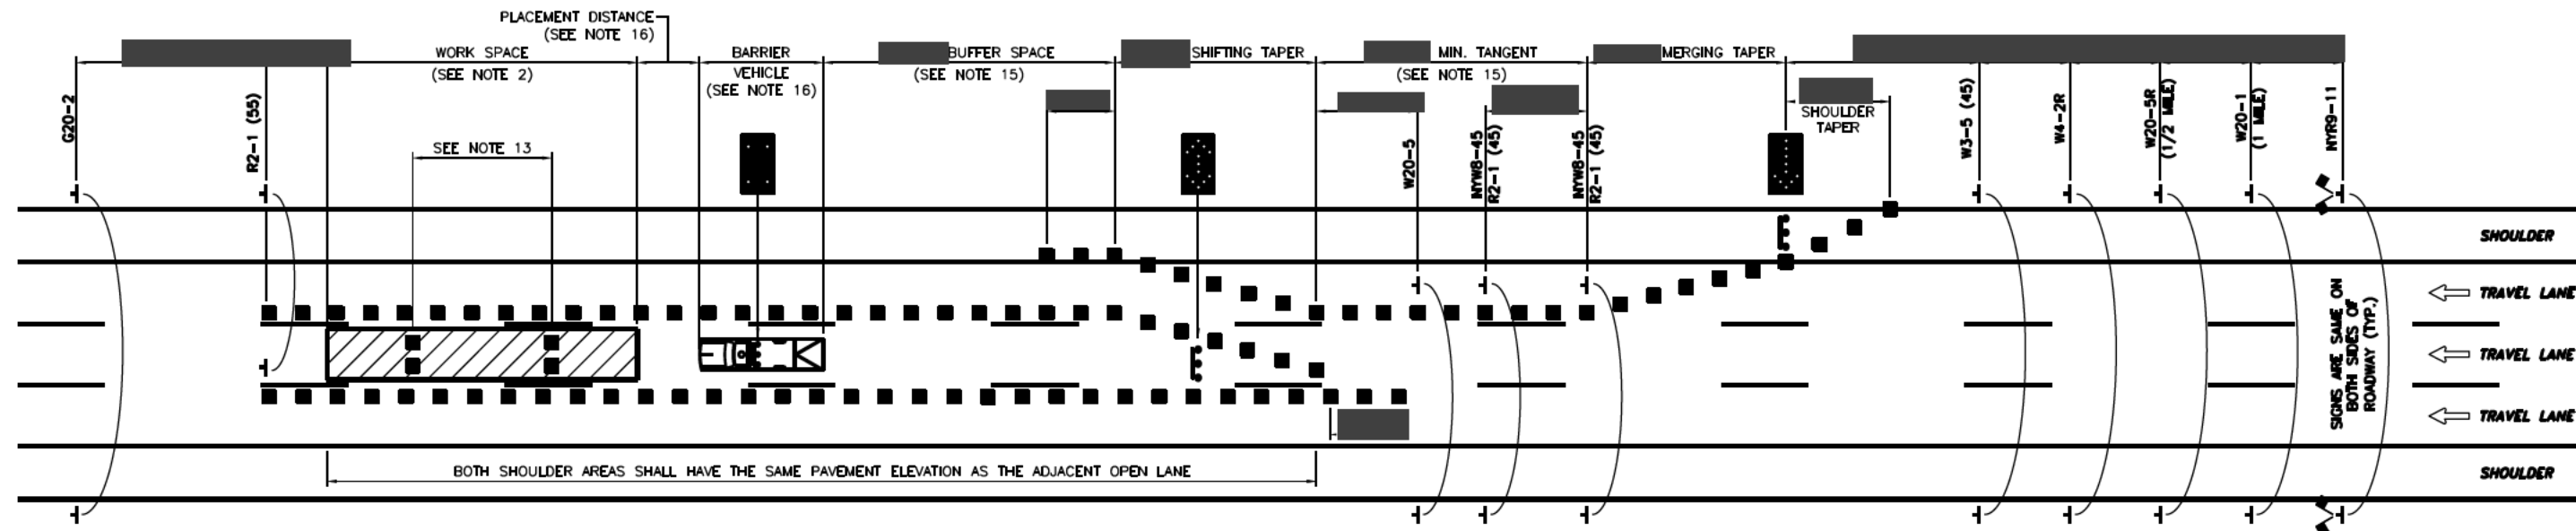 PLACEMENT DISTANCE
(SEE NOTE 16)
WORK SPACE
(SEE NOTE 2)
BARRIER
VEHICLE
(SEE NOTE 16)
BUFFER SPACE
(SEE NOTE 15)
SHIFTING TAPER
MIN. TANGENT
(SEE NOTE 15)
MERGING TAPER
SHOULDER
TAPER
G20-2
R2-1 (55)
SEE NOTE 13
W20-5
NYW8-45
R2-1 (45)
NYW8-45
R2-1 (45)
W3-5 (45)
W4-2R
W20-5R
(1/2 MILE)
W20-1
(1 MILE)
NYR9-11
SHOULDER
TRAVEL LANE
TRAVEL LANE
TRAVEL LANE
SIGNS ARE SAME ON
BOTH SIDES OF
ROADWAY (TYP.)
BOTH SHOULDER AREAS SHALL HAVE THE SAME PAVEMENT ELEVATION AS THE ADJACENT OPEN LANE
SHOULDER